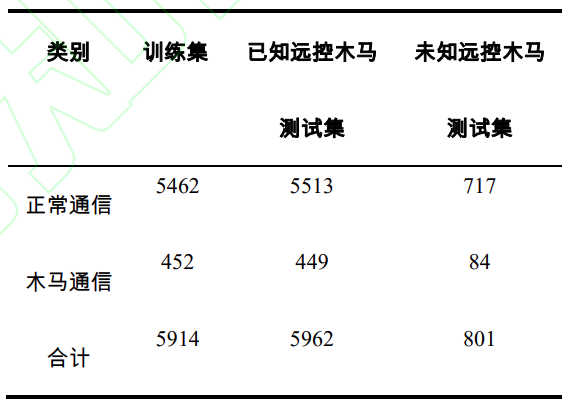 类别 训练集 已知远控木马 未知远控木马
测试集 测试集
正常通信 5462 5513 717
木马通信 452 449 84
合计 5914 5962 801